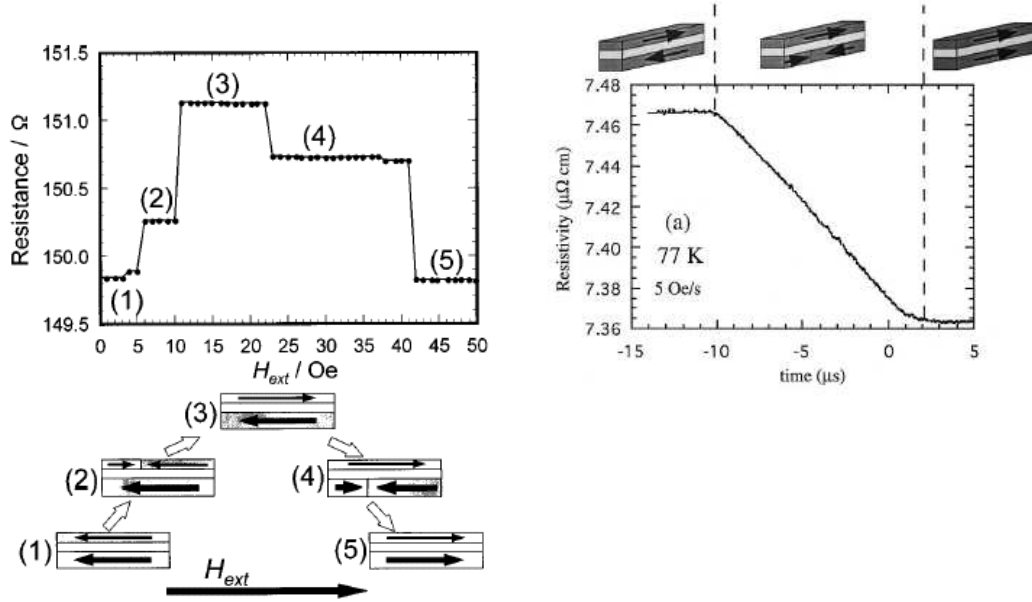 151.5
151.0
150.5
150.0
149.5
Resistance / Ω
(1)
(2)
(3)
(4)
(5)
0 5 10 15 20 25 30 35 40 45 50
H_ext / Oe
(3)
(2)
(4)
(1)
(5)
H_ext
7.48
7.46
7.44
7.42
7.40
7.38
7.36
Resistivity (μΩ cm)
(a)
77 K
5 Oe/s
-15 -10 -5 0 5
time (μs)